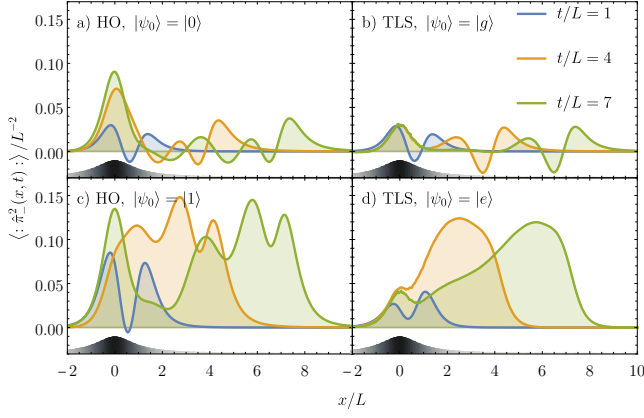 a) HO, |ψ₀⟩ = |0⟩
b) TLS, |ψ₀⟩ = |g⟩
t/L = 1
t/L = 4
t/L = 7
0.15
0.10
0.05
0.00
c) HO, |ψ₀⟩ = |1⟩
d) TLS, |ψ₀⟩ = |e⟩
0.15
0.10
0.05
0.00
⟨: π̂₋²(x, t) :⟩/L⁻²
−2 0 2 4 6 8 −2 0 2 4 6 8 10
x/L